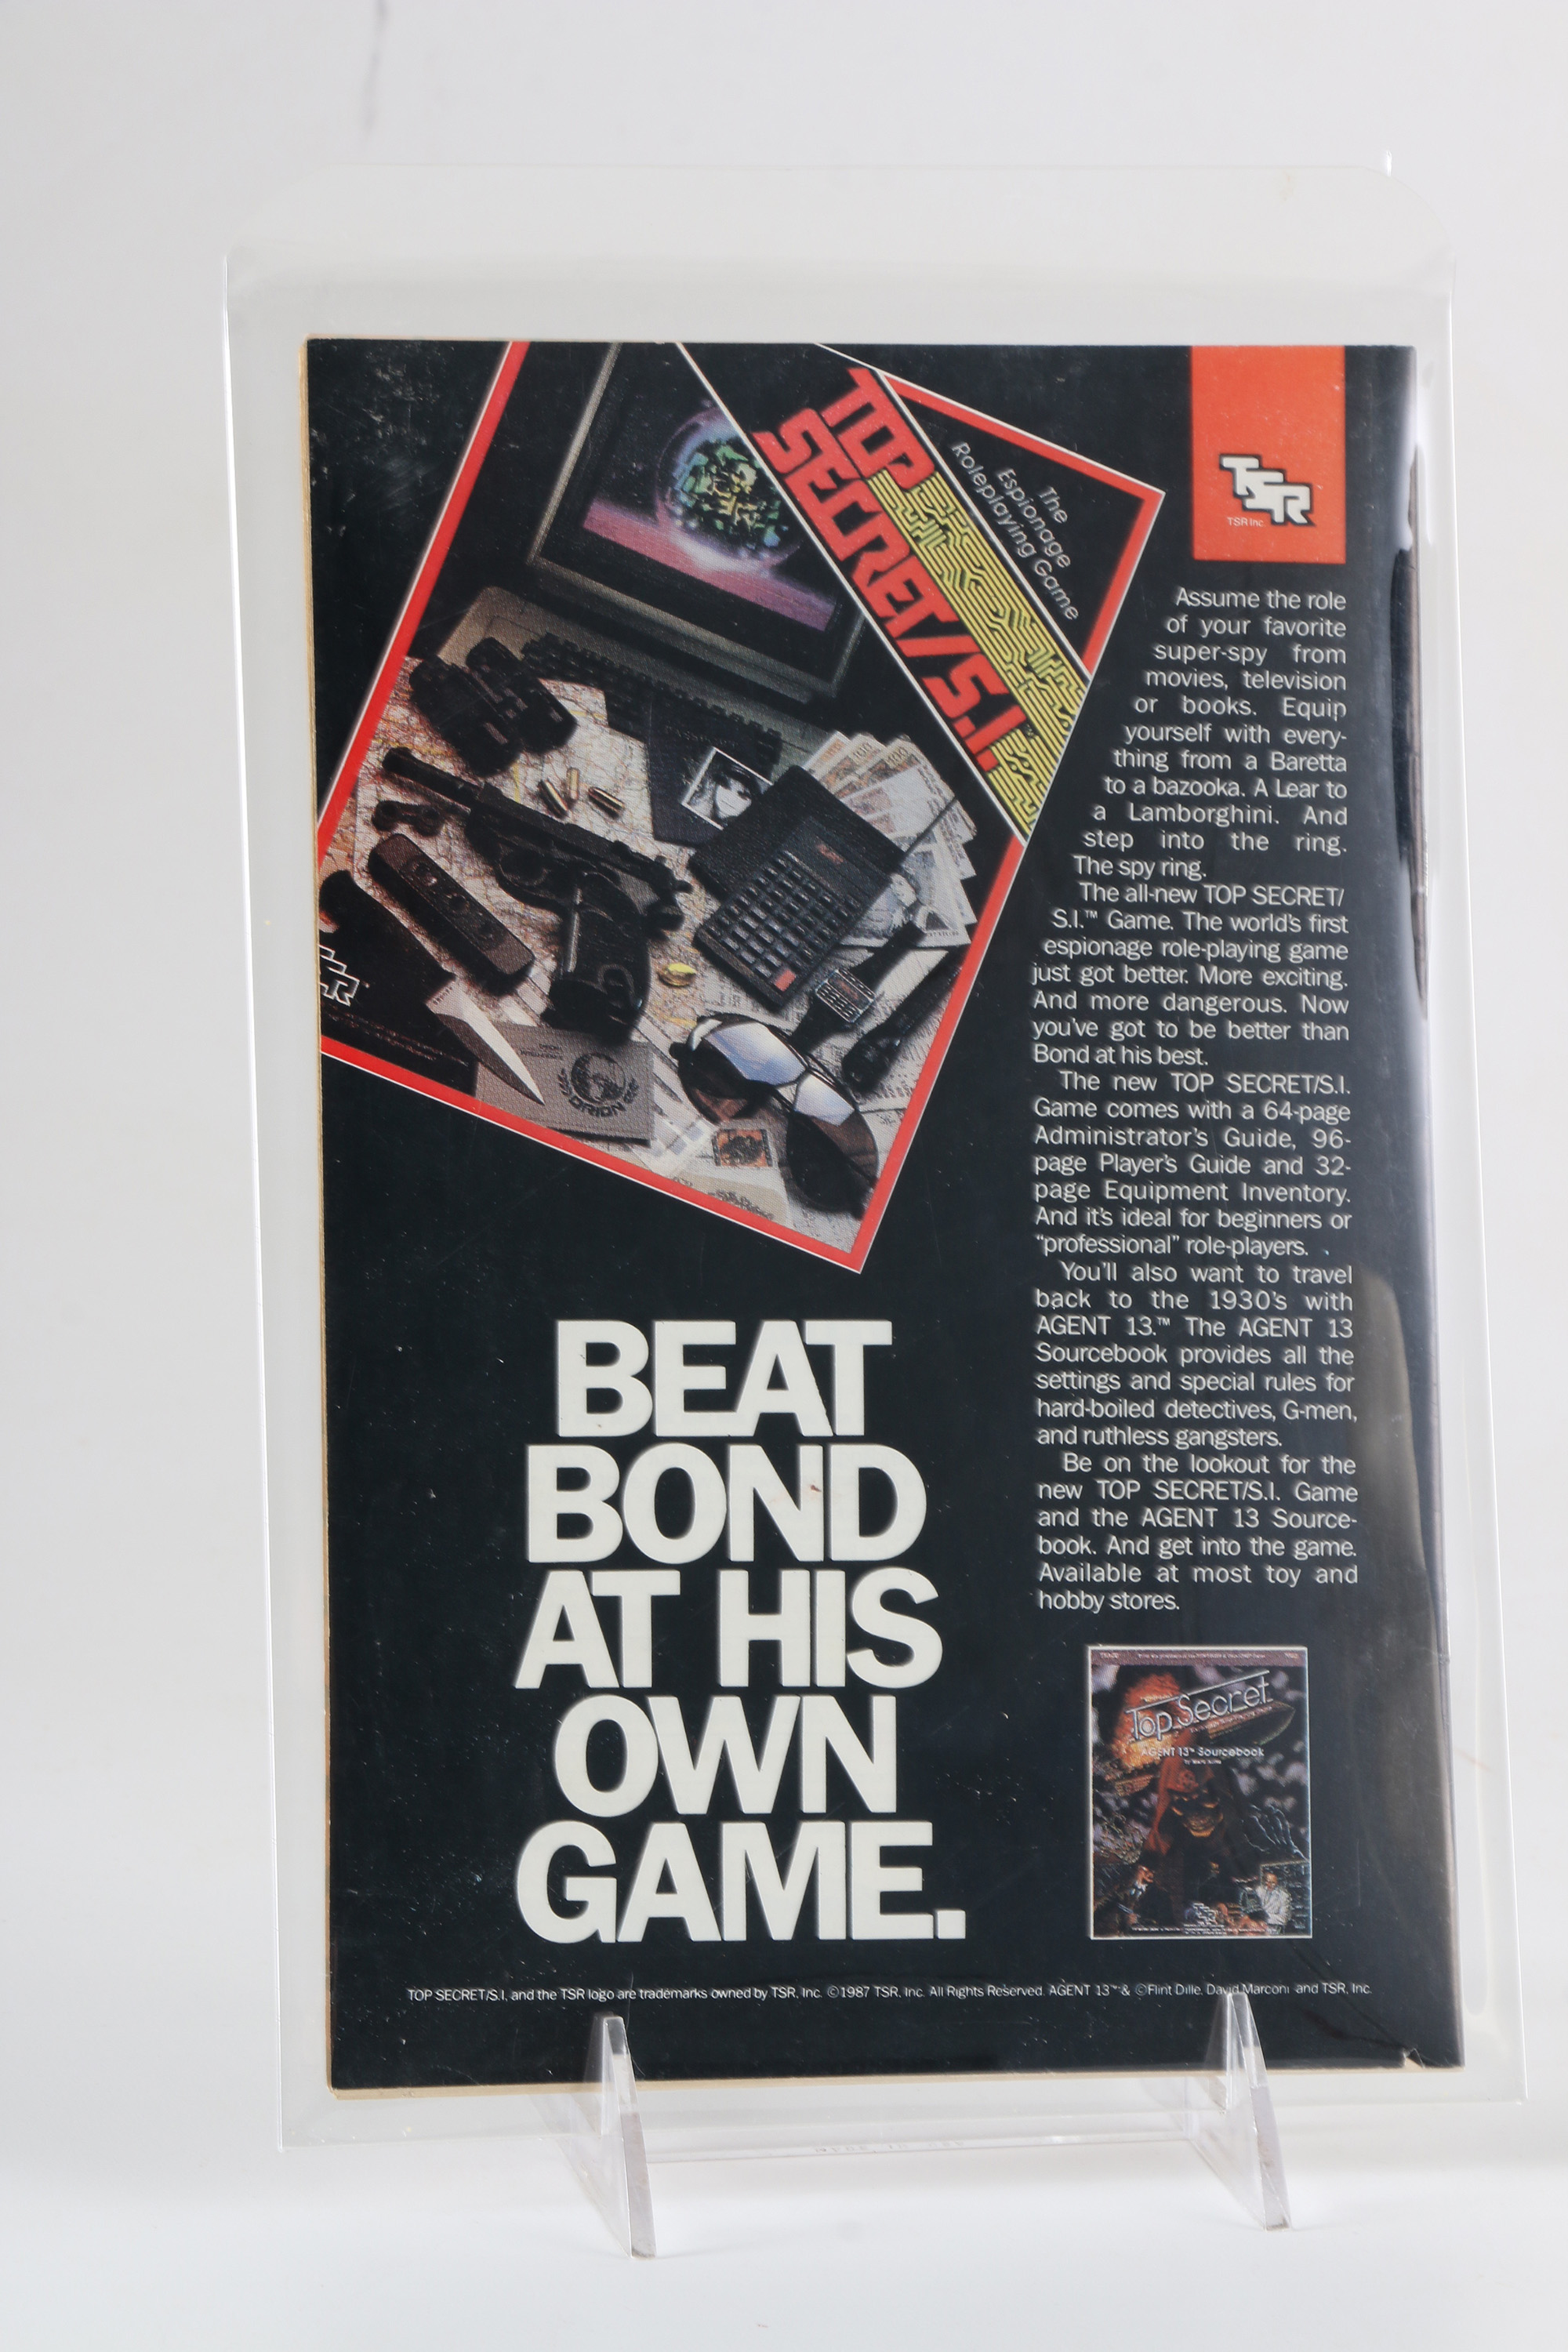 TOP
SECRET/S.I.
The
Espionage
Roleplaying Game
TSR
TSR Inc.
ORION
Assume the role
of your favorite
super-spy from
movies, television
or books. Equip
yourself with every-
thing from a Baretta
to a bazooka. A Lear to
a Lamborghini. And
step into the ring.
The spy ring.
The all-new TOP SECRET/
S.I.™ Game. The world's first
espionage role-playing game
just got better. More exciting.
And more dangerous. Now
you've got to be better than
Bond at his best.
The new TOP SECRET/S.I.
Game comes with a 64-page
Administrator's Guide, 96-
page Player's Guide and 32-
page Equipment Inventory.
And it's ideal for beginners or
"professional" role-players.
You'll also want to travel
back to the 1930's with
AGENT 13.™ The AGENT 13
Sourcebook provides all the
settings and special rules for
hard-boiled detectives, G-men,
and ruthless gangsters.
Be on the lookout for the
new TOP SECRET/S.I. Game
and the AGENT 13 Source-
book. And get into the game.
Available at most toy and
hobby stores.
BEAT
BOND
AT HIS
OWN
GAME.
Top Secret
AGENT 13™ Sourcebook
TOP SECRET/S.I. and the TSR logo are trademarks owned by TSR, Inc. ©1987 TSR, Inc. All Rights Reserved. AGENT 13™ & ©Flint Dille, David Marconi and TSR, Inc.